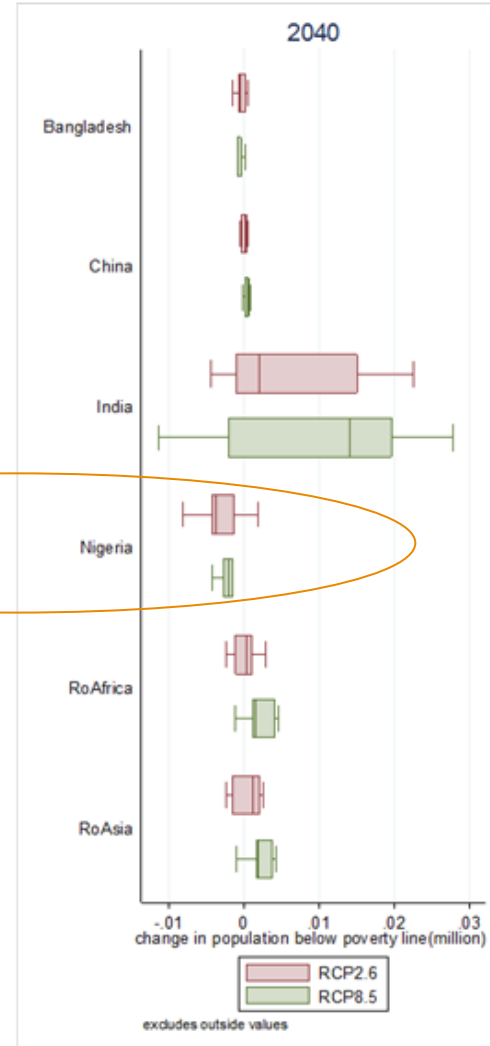 2040
Bangladesh
China
India
Nigeria
RoAfrica
RoAsia
-.01 0 .01 .02 .03
change in population below poverty line(million)
RCP2.6
RCP8.5
excludes outside values